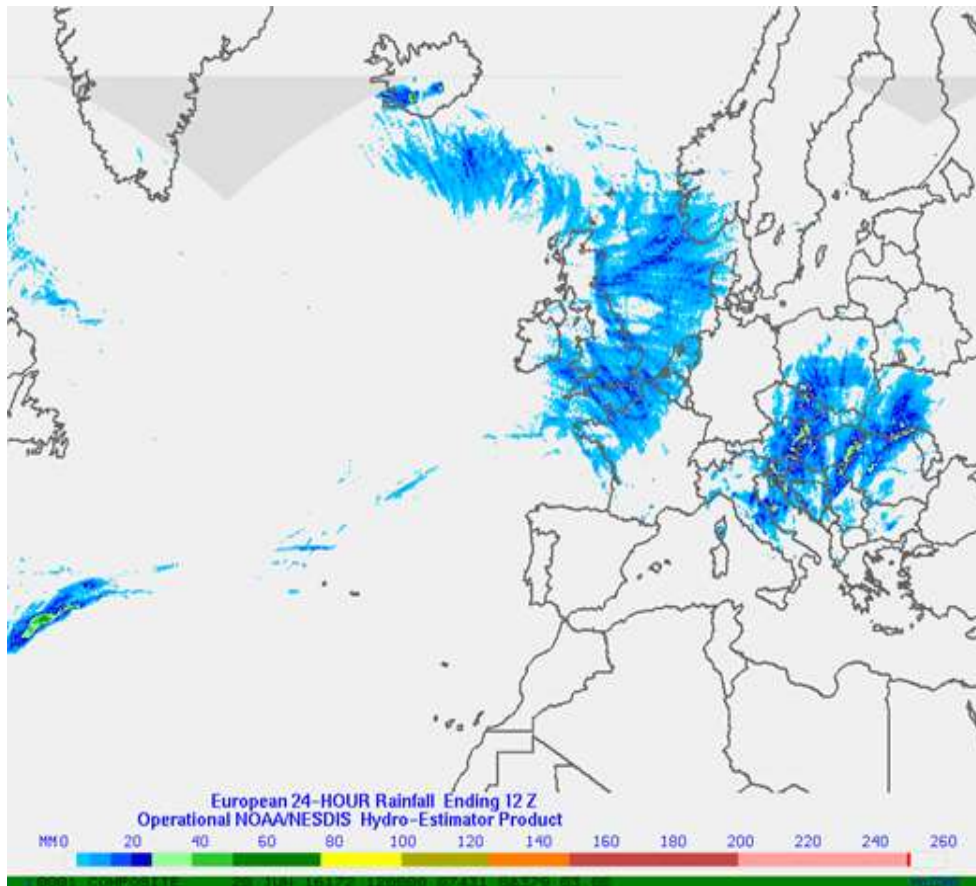 European 24-HOUR Rainfall Ending 12 Z
Operational NOAA/NESDIS Hydro-Estimator Product
MM 0 20 40 60 80 100 120 140 160 180 200 220 240 260
COMPOSITE